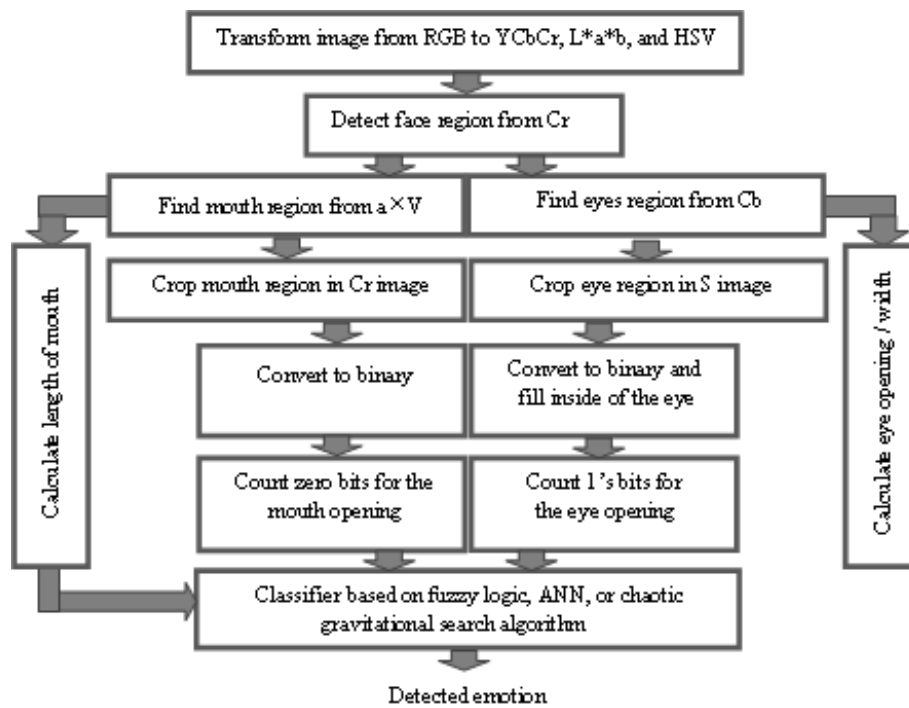 Transform image from RGB to YCbCr, L*a*b, and HSV
Detect face region from Cr
Find mouth region from a×V
Find eyes region from Cb
Calculate length of mouth
Crop mouth region in Cr image
Crop eye region in S image
Calculate eye opening / width
Convert to binary
Convert to binary and
fill inside of the eye
Count zero bits for the
mouth opening
Count 1's bits for
the eye opening
Classifier based on fuzzy logic, ANN, or chaotic
gravitational search algorithm
Detected emotion